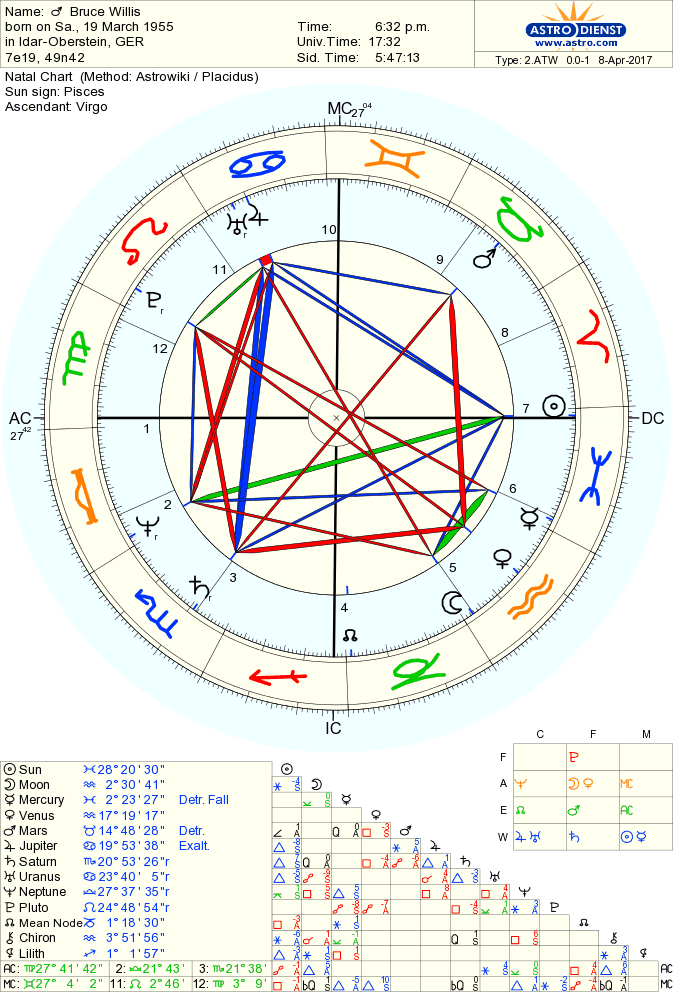 Name: ♂ Bruce Willis
born on Sa., 19 March 1955
in Idar-Oberstein, GER
7e19, 49n42
Time: 6:32 p.m.
Univ.Time: 17:32
Sid. Time: 5:47:13
ASTRO DIENST
www.astro.com
Type: 2.ATW 0.0-1 8-Apr-2017
Natal Chart (Method: Astrowiki / Placidus)
Sun sign: Pisces
Ascendant: Virgo
MC 27 04
10
11
9
8
12
AC
27 42
1
7
DC
2
6
3
5
4
IC
C F M
F ♇
A ♆ ☽ ♀ MC
E ☊ ♂ AC
W ♃ ♅ ♄ ☉ ☿
☉ Sun ♓ 28°20'30"
☽ Moon ♒ 2°30'41"
☿ Mercury ♓ 2°23'27" Detr. Fall
♀ Venus ♒ 17°19'17"
♂ Mars ♉ 14°48'28" Detr.
♃ Jupiter ♋ 19°53'38" Exalt.
♄ Saturn ♏ 20°53'26"r
♅ Uranus ♋ 23°40' 5"r
♆ Neptune ♎ 27°37'35"r
♇ Pluto ♌ 24°48'54"r
☊ Mean Node ♑ 1°18'30"
⚷ Chiron ♒ 3°51'56"
⚸ Lilith ♐ 1° 1'57"
AC: ♍ 27°41'42" 2: ♎ 21°43' 3: ♏ 21°38'
MC: ♊ 27° 4' 2" 11: ♌ 2°46' 12: ♍ 3° 9'
AC
MC